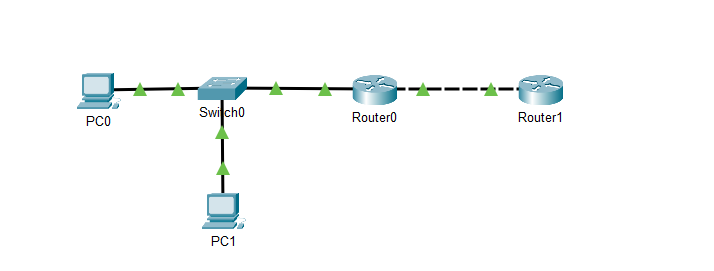 PC0
Switch0
Router0
Router1
PC1